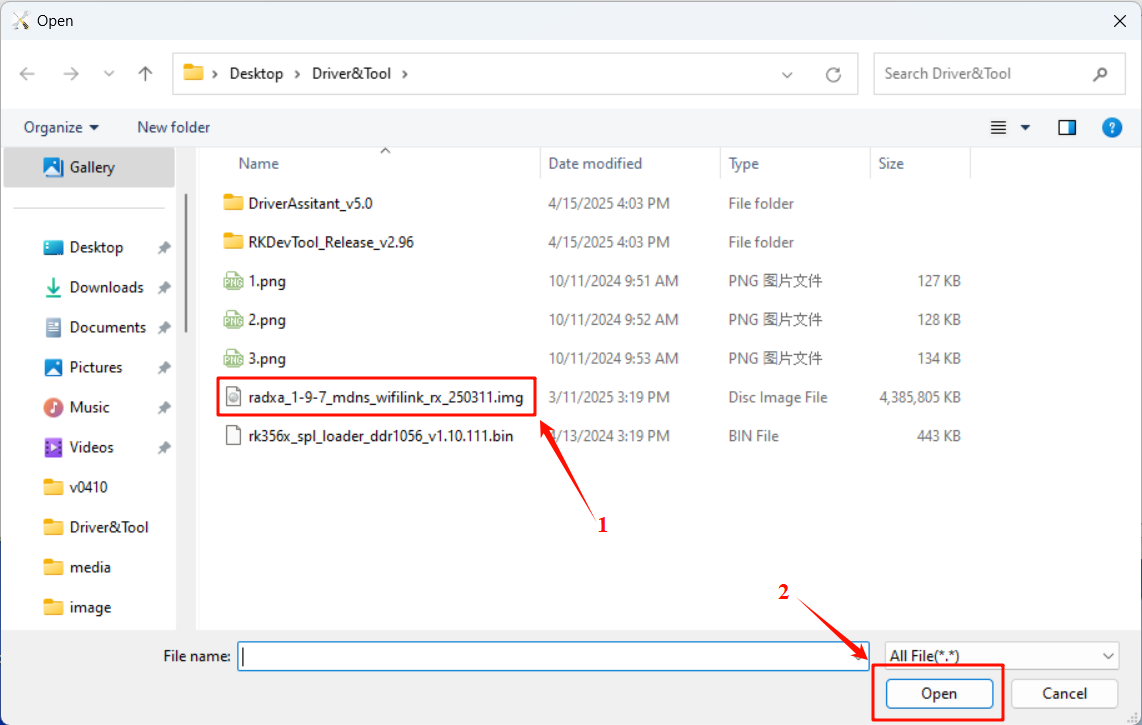 Open
Desktop > Driver&Tool >
Search Driver&Tool
Organize
New folder
?
Gallery
Desktop
Downloads
Documents
Pictures
Music
Videos
v0410
Driver&Tool
media
image
Name Date modified Type Size
DriverAssitant_v5.0 4/15/2025 4:03 PM File folder
RKDevTool_Release_v2.96 4/15/2025 4:03 PM File folder
PNG 1.png 10/11/2024 9:51 AM PNG 图片文件 127 KB
PNG 2.png 10/11/2024 9:52 AM PNG 图片文件 128 KB
PNG 3.png 10/11/2024 9:53 AM PNG 图片文件 134 KB
radxa_1-9-7_mdns_wifilink_rx_250311.img 3/11/2025 3:19 PM Disc Image File 4,385,805 KB
rk356x_spl_loader_ddr1056_v1.10.111.bin /13/2024 3:19 PM BIN File 443 KB
1
2
File name:
All File(*.*)
Open
Cancel